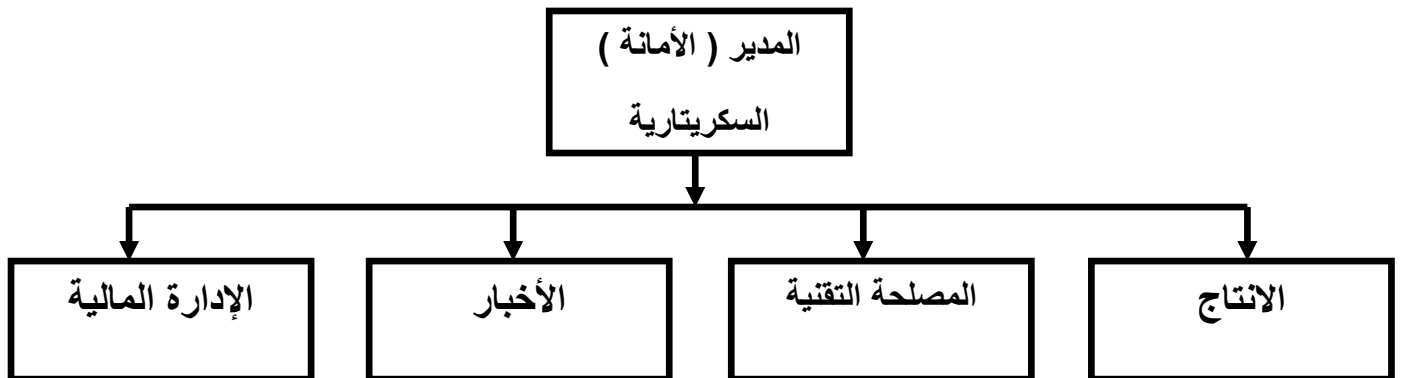 المدير ( الأمانة )
السكريتارية
الانتاج
المصلحة التقنية
الأخبار
الإدارة المالية